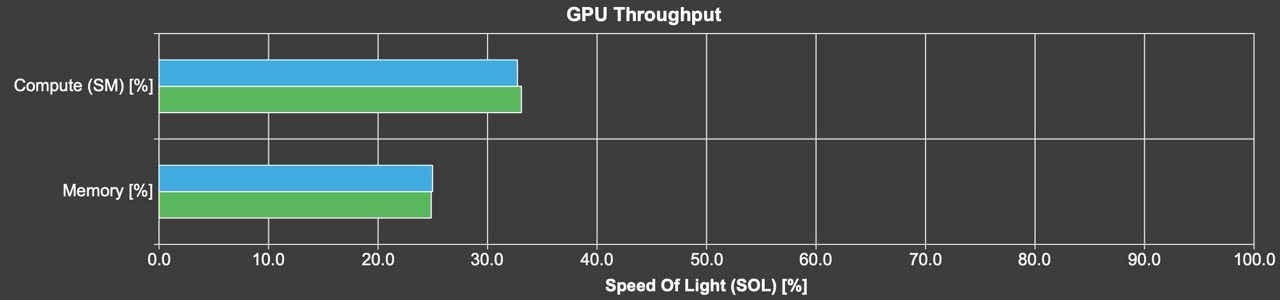 GPU Throughput
Compute (SM) [%]
Memory [%]
0.0 10.0 20.0 30.0 40.0 50.0 60.0 70.0 80.0 90.0 100.0
Speed Of Light (SOL) [%]